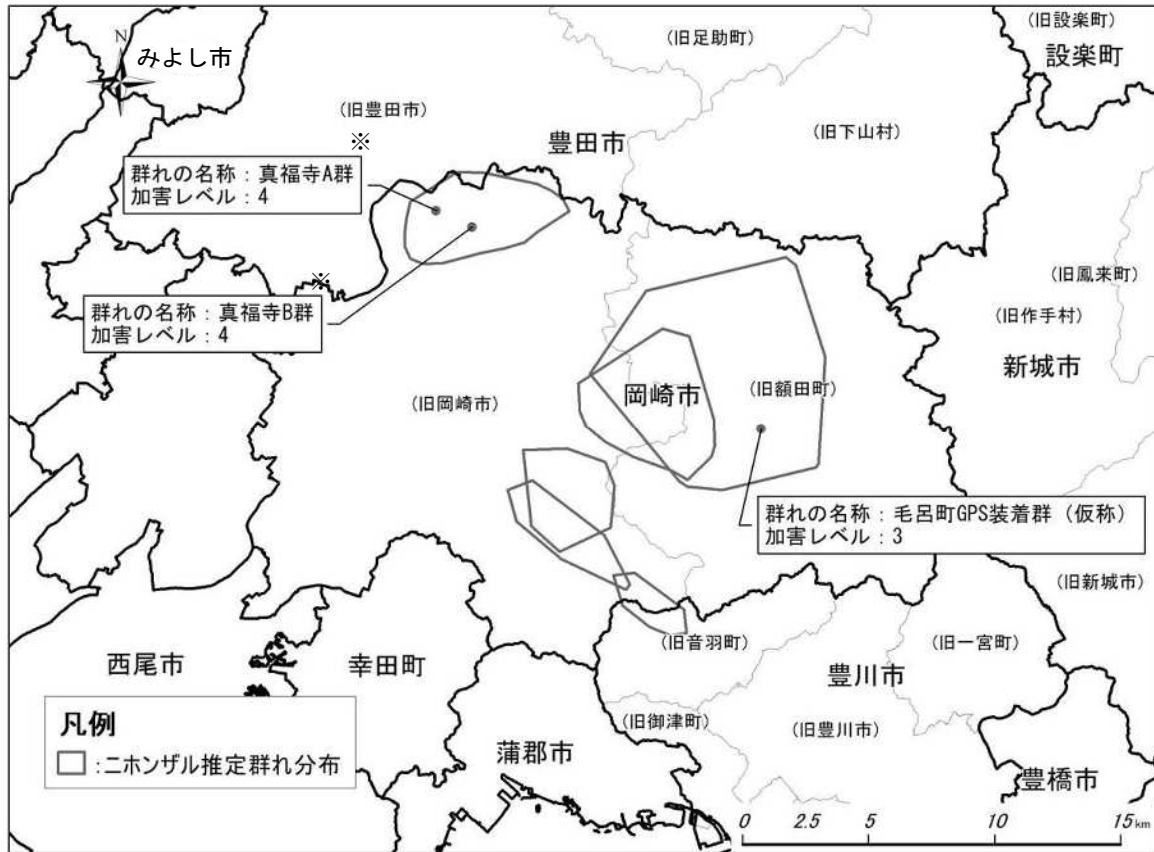 (旧設楽町)
設楽町
N
みよし市
(旧足助町)
(旧豊田市)
豊田市
(旧下山村)
※
群れの名称：真福寺A群
加害レベル：4
※
群れの名称：真福寺B群
加害レベル：4
(旧鳳来町)
(旧作手村)
新城市
岡崎市
(旧額田町)
(旧岡崎市)
群れの名称：毛呂町GPS装着群（仮称）
加害レベル：3
(旧新城市)
(旧音羽町)
(旧一宮町)
西尾市
幸田町
豊川市
(旧御津町)
(旧豊川市)
蒲郡市
豊橋市
凡例
:ニホンザル推定群れ分布
0 2.5 5 10 15km